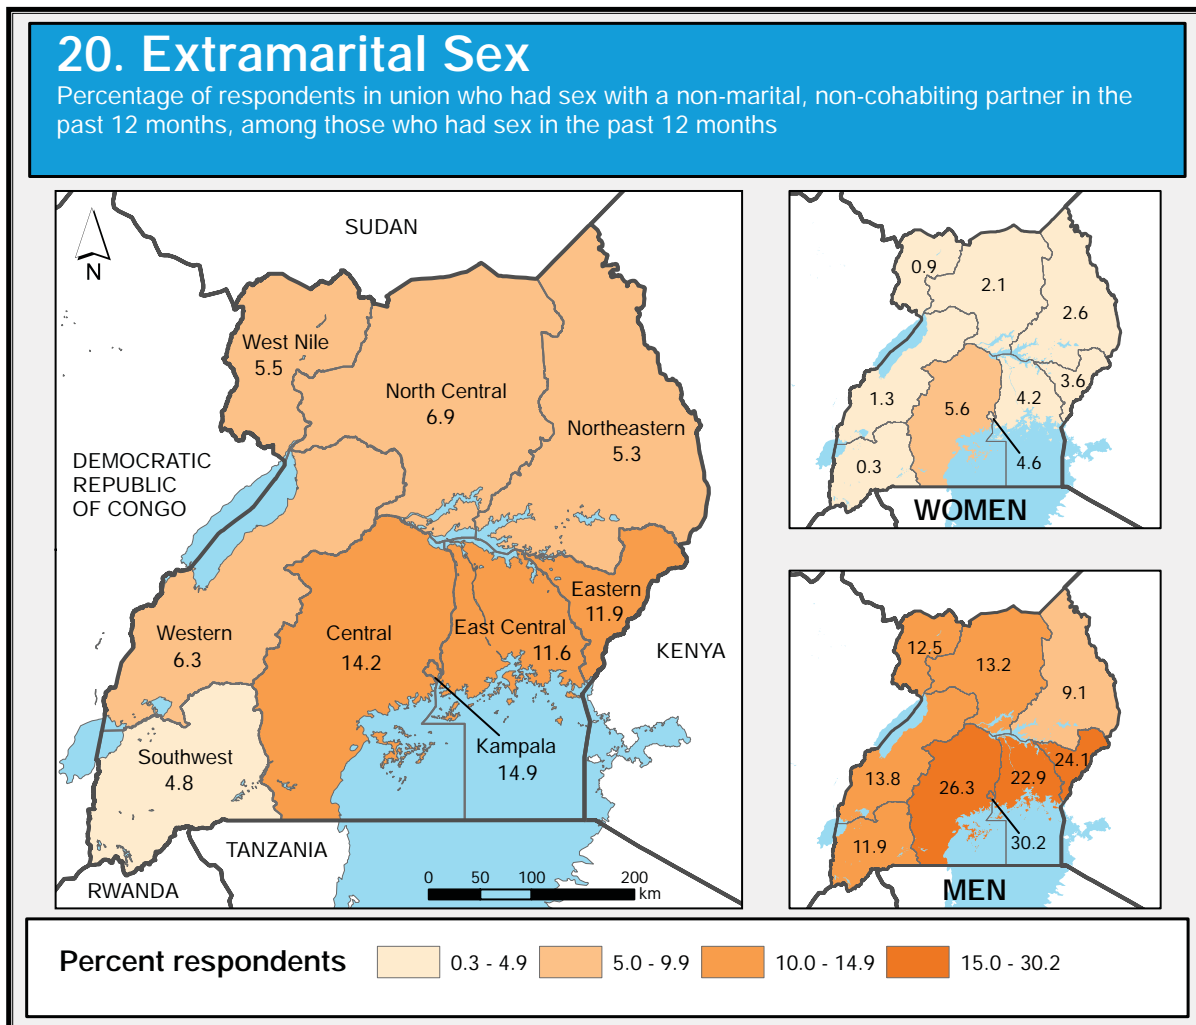 20. Extramarital Sex
Percentage of respondents in union who had sex with a non-marital, non-cohabiting partner in the
past 12 months, among those who had sex in the past 12 months
N
SUDAN
West Nile
5.5
North Central
6.9
Northeastern
5.3
DEMOCRATIC
REPUBLIC
OF CONGO
Eastern
11.9
Western
6.3
Central
14.2
East Central
11.6
KENYA
Southwest
4.8
Kampala
14.9
TANZANIA
RWANDA
0 50 100 200
km
0.9
2.1
2.6
3.6
1.3
5.6
4.2
0.3
4.6
WOMEN
12.5
13.2
9.1
24.1
13.8
26.3
22.9
11.9
30.2
MEN
Percent respondents
0.3 - 4.9
5.0 - 9.9
10.0 - 14.9
15.0 - 30.2